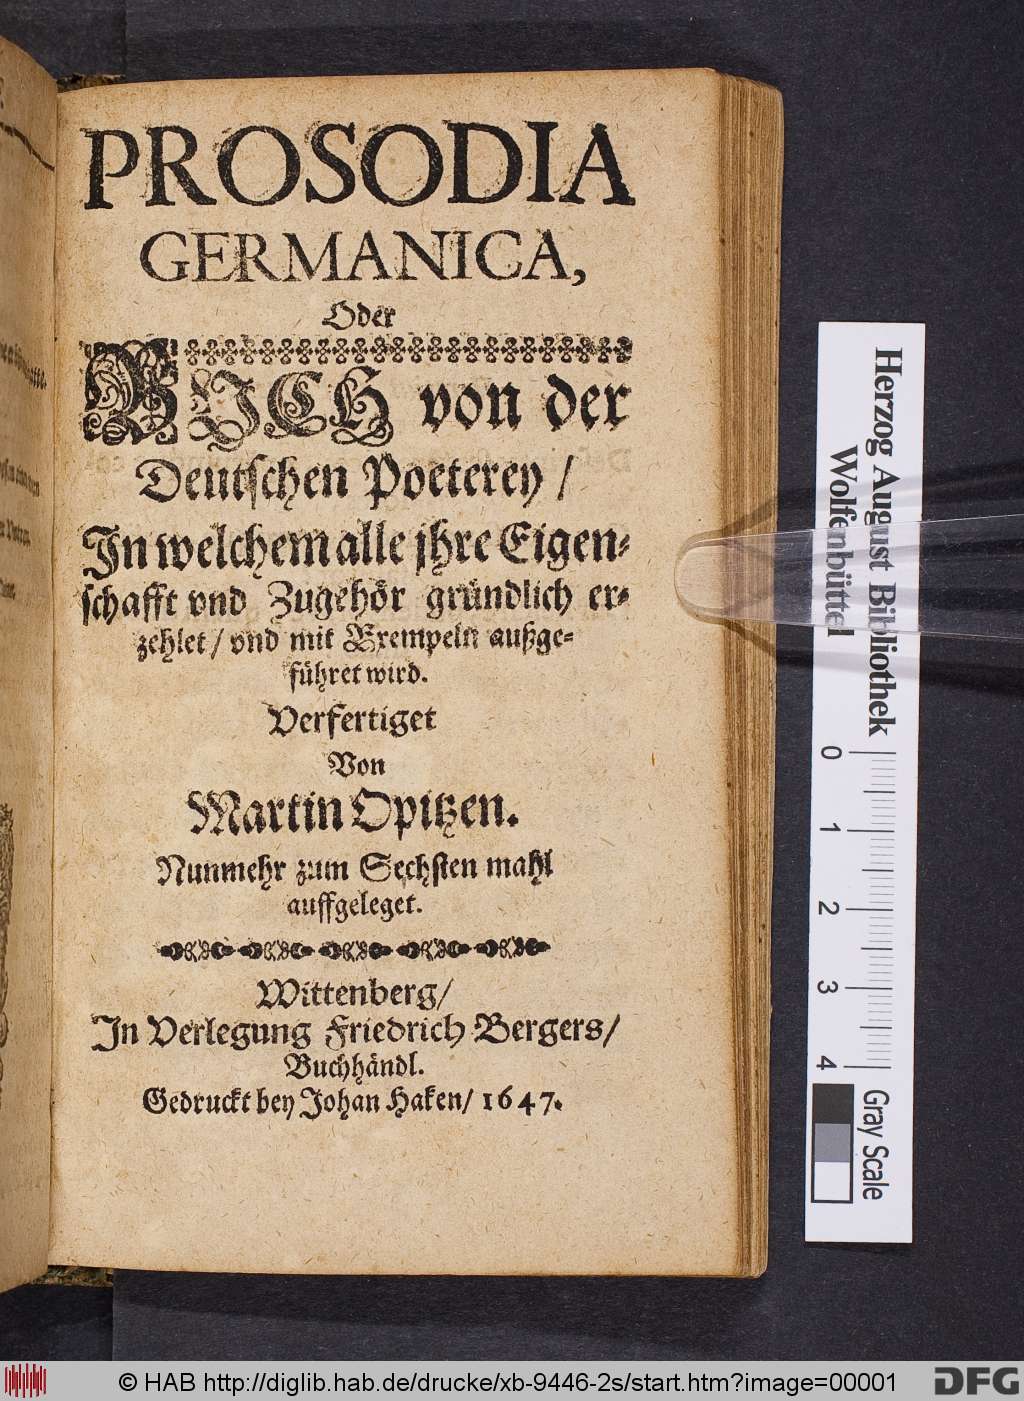 PROSODIA
GERMANICA,
Oder
BUCH von der
Deutschen Poeterey /
In welchem alle jhre Eigen-
schafft vnd Zugehör gründlich er-
zehlet / vnd mit Exempeln außge-
führet wird.
Verfertiget
Von
Martin Opitzen.
Nunmehr zum Sechsten mahl
auffgeleget.
Wittenberg/
In Verlegung Friedrich Bergers/
Buchhändl.
Gedruckt bey Johan Haken/ 1647.
Herzog August Bibliothek
Wolfenbüttel
0
1
2
3
4
Gray Scale
© HAB http://diglib.hab.de/drucke/xb-9446-2s/start.htm?image=00001
DFG